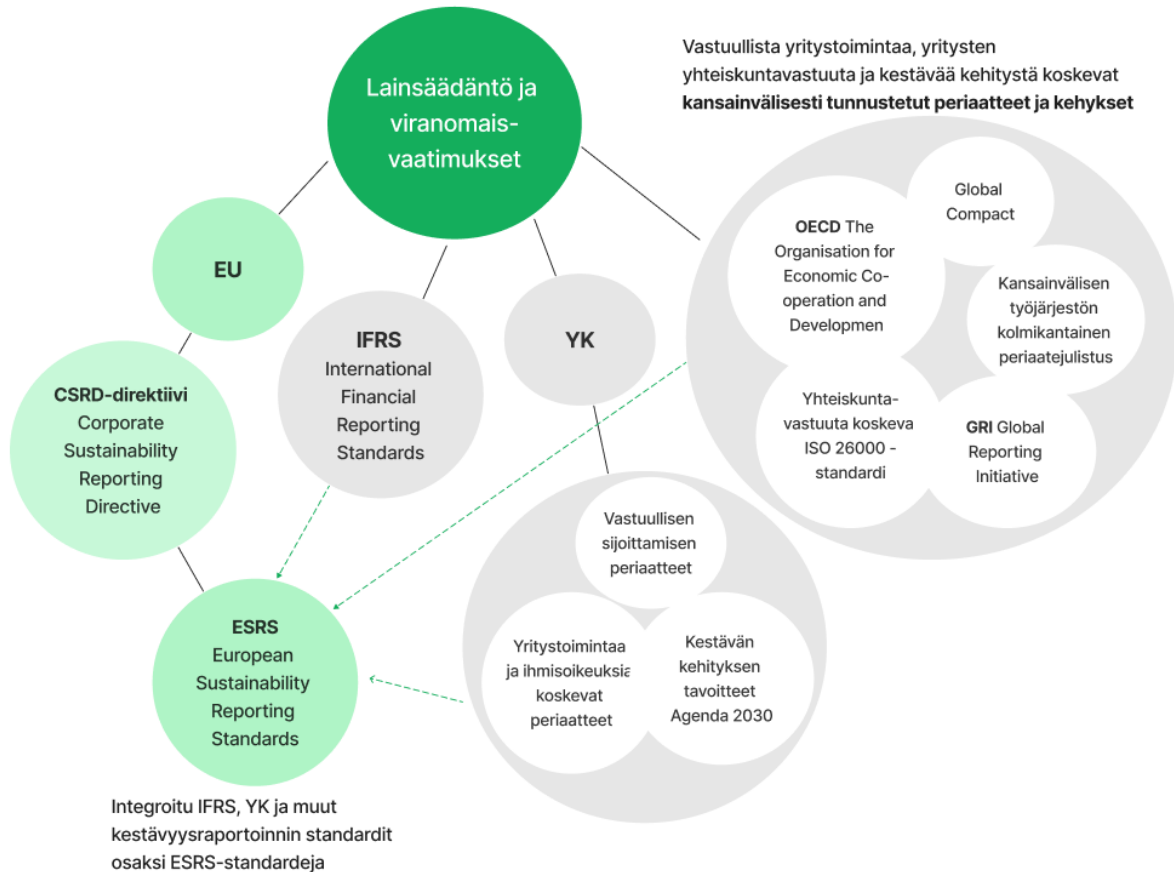 Vastuullista yritystoimintaa, yritysten
yhteiskuntavastuuta ja kestävää kehitystä koskevat
kansainvälisesti tunnustetut periaatteet ja kehykset
Lainsäädäntö ja
viranomais-
vaatimukset
EU
IFRS
International
Financial
Reporting
Standards
YK
CSRD-direktiivi
Corporate
Sustainability
Reporting
Directive
ESRS
European
Sustainability
Reporting
Standards
Integroitu IFRS, YK ja muut
kestävyysraportoinnin standardit
osaksi ESRS-standardeja
OECD The
Organisation for
Economic Co-
operation and
Developmen
Global
Compact
Kansainvälisen
työjärjestön
kolmikantainen
periaatejulistus
Yhteiskunta-
vastuuta koskeva
ISO 26000 -
standardi
GRI Global
Reporting
Initiative
Vastuullisen
sijoittamisen
periaatteet
Yritystoimintaa
ja ihmisoikeuksia
koskevat
periaatteet
Kestävän
kehityksen
tavoitteet
Agenda 2030